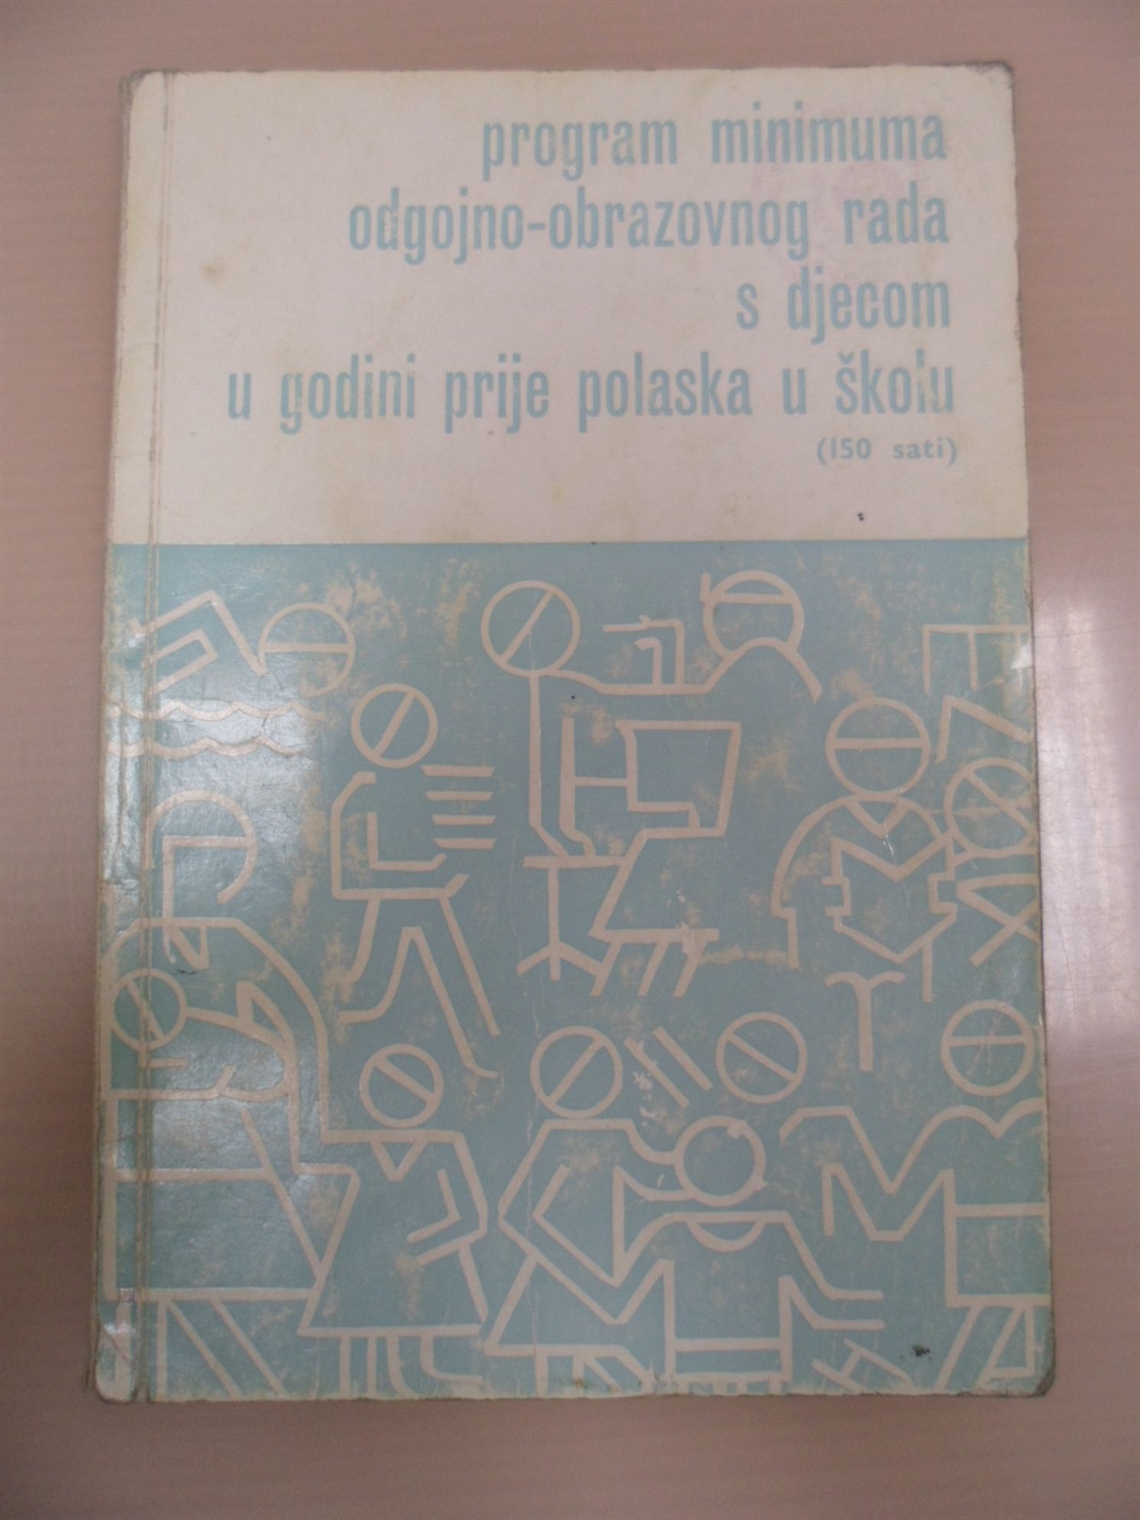 program minimuma
odgojno-obrazovnog rada
s djecom
u godini prije polaska u školu
(150 sati)